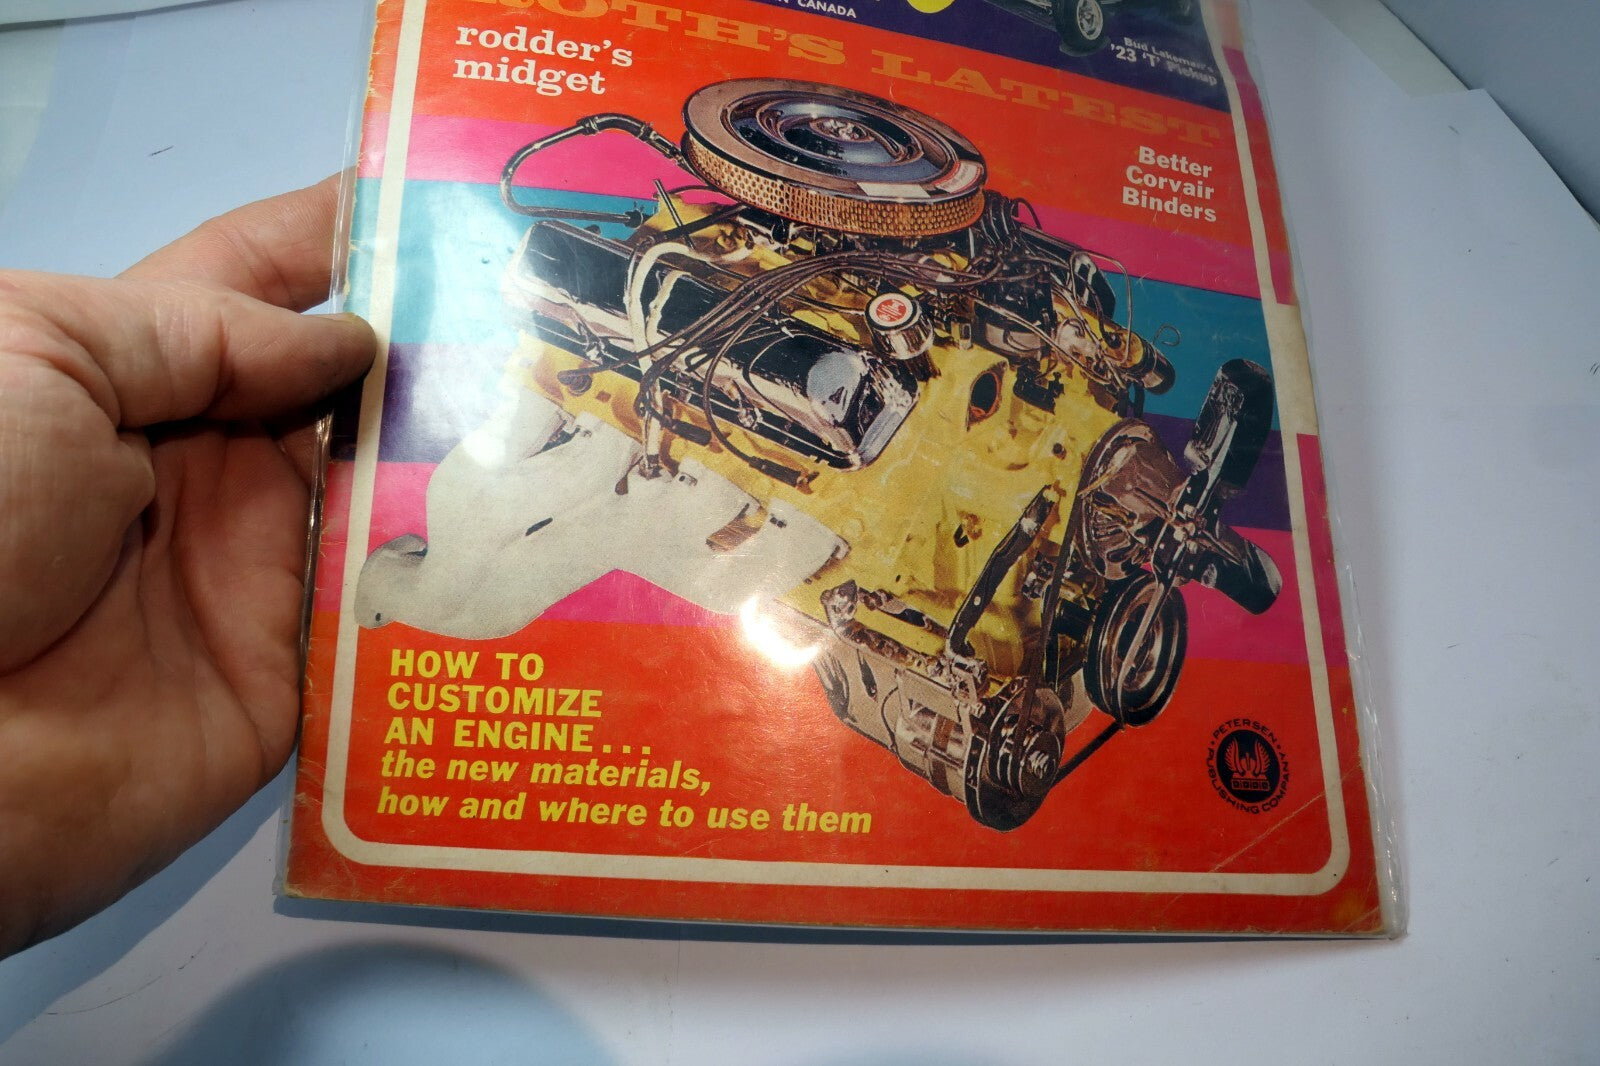 IN CANADA
Bud Lakeman's
'23 'T' Pickup
ROTH'S LATEST
rodder's
midget
Better
Corvair
Binders
HOW TO
CUSTOMIZE
AN ENGINE...
the new materials,
how and where to use them
PETERSEN
PUBLISHING COMPANY